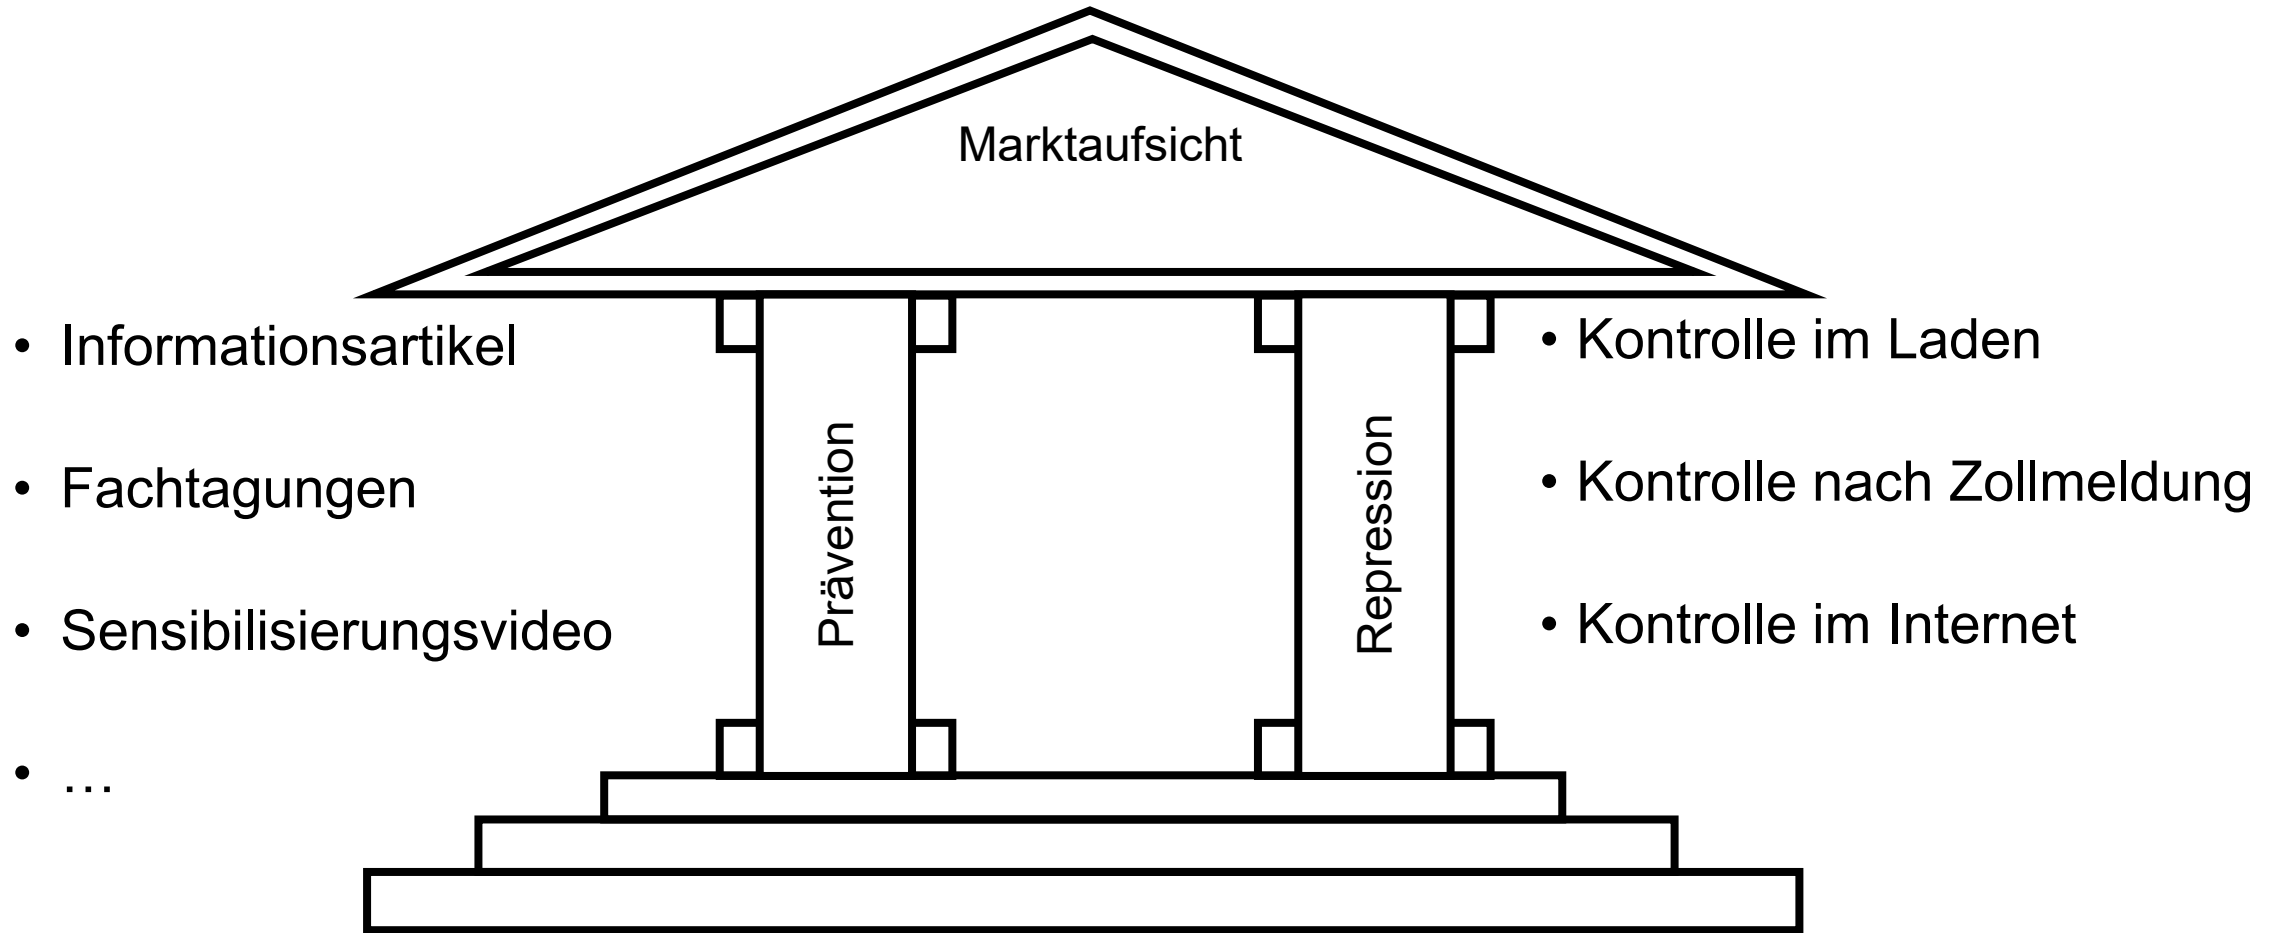 Marktaufsicht
• Informationsartikel
• Fachtagungen
• Sensibilisierungsvideo
• …
Prävention
Repression
• Kontrolle im Laden
• Kontrolle nach Zollmeldung
• Kontrolle im Internet